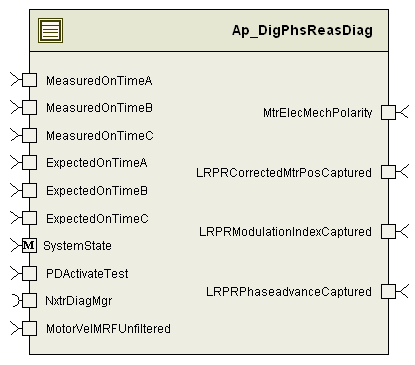 Ap_DigPhsReasDiag
MeasuredOnTimeA
MeasuredOnTimeB
MeasuredOnTimeC
ExpectedOnTimeA
ExpectedOnTimeB
ExpectedOnTimeC
M SystemState
PDActivateTest
NxtrDiagMgr
MotorVelMRFUnfiltered
MtrElecMechPolarity
LRPRCorrectedMtrPosCaptured
LRPRModulationIndexCaptured
LRPRPhaseadvanceCaptured